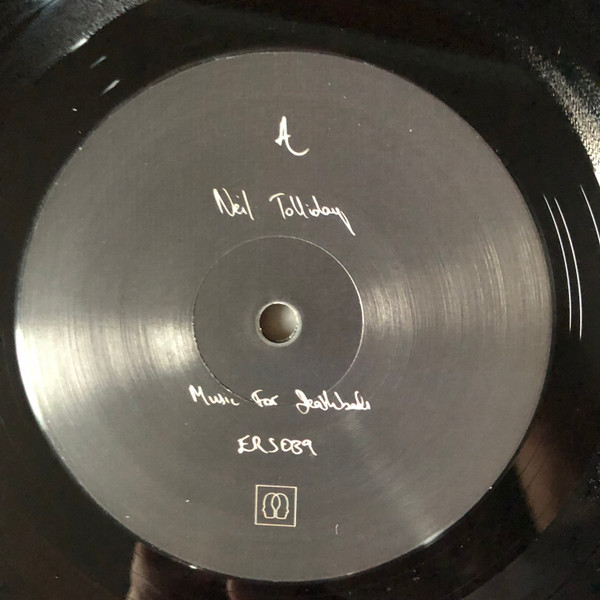 A
Neil Tolliday
Music For Deathbeds
ERS039